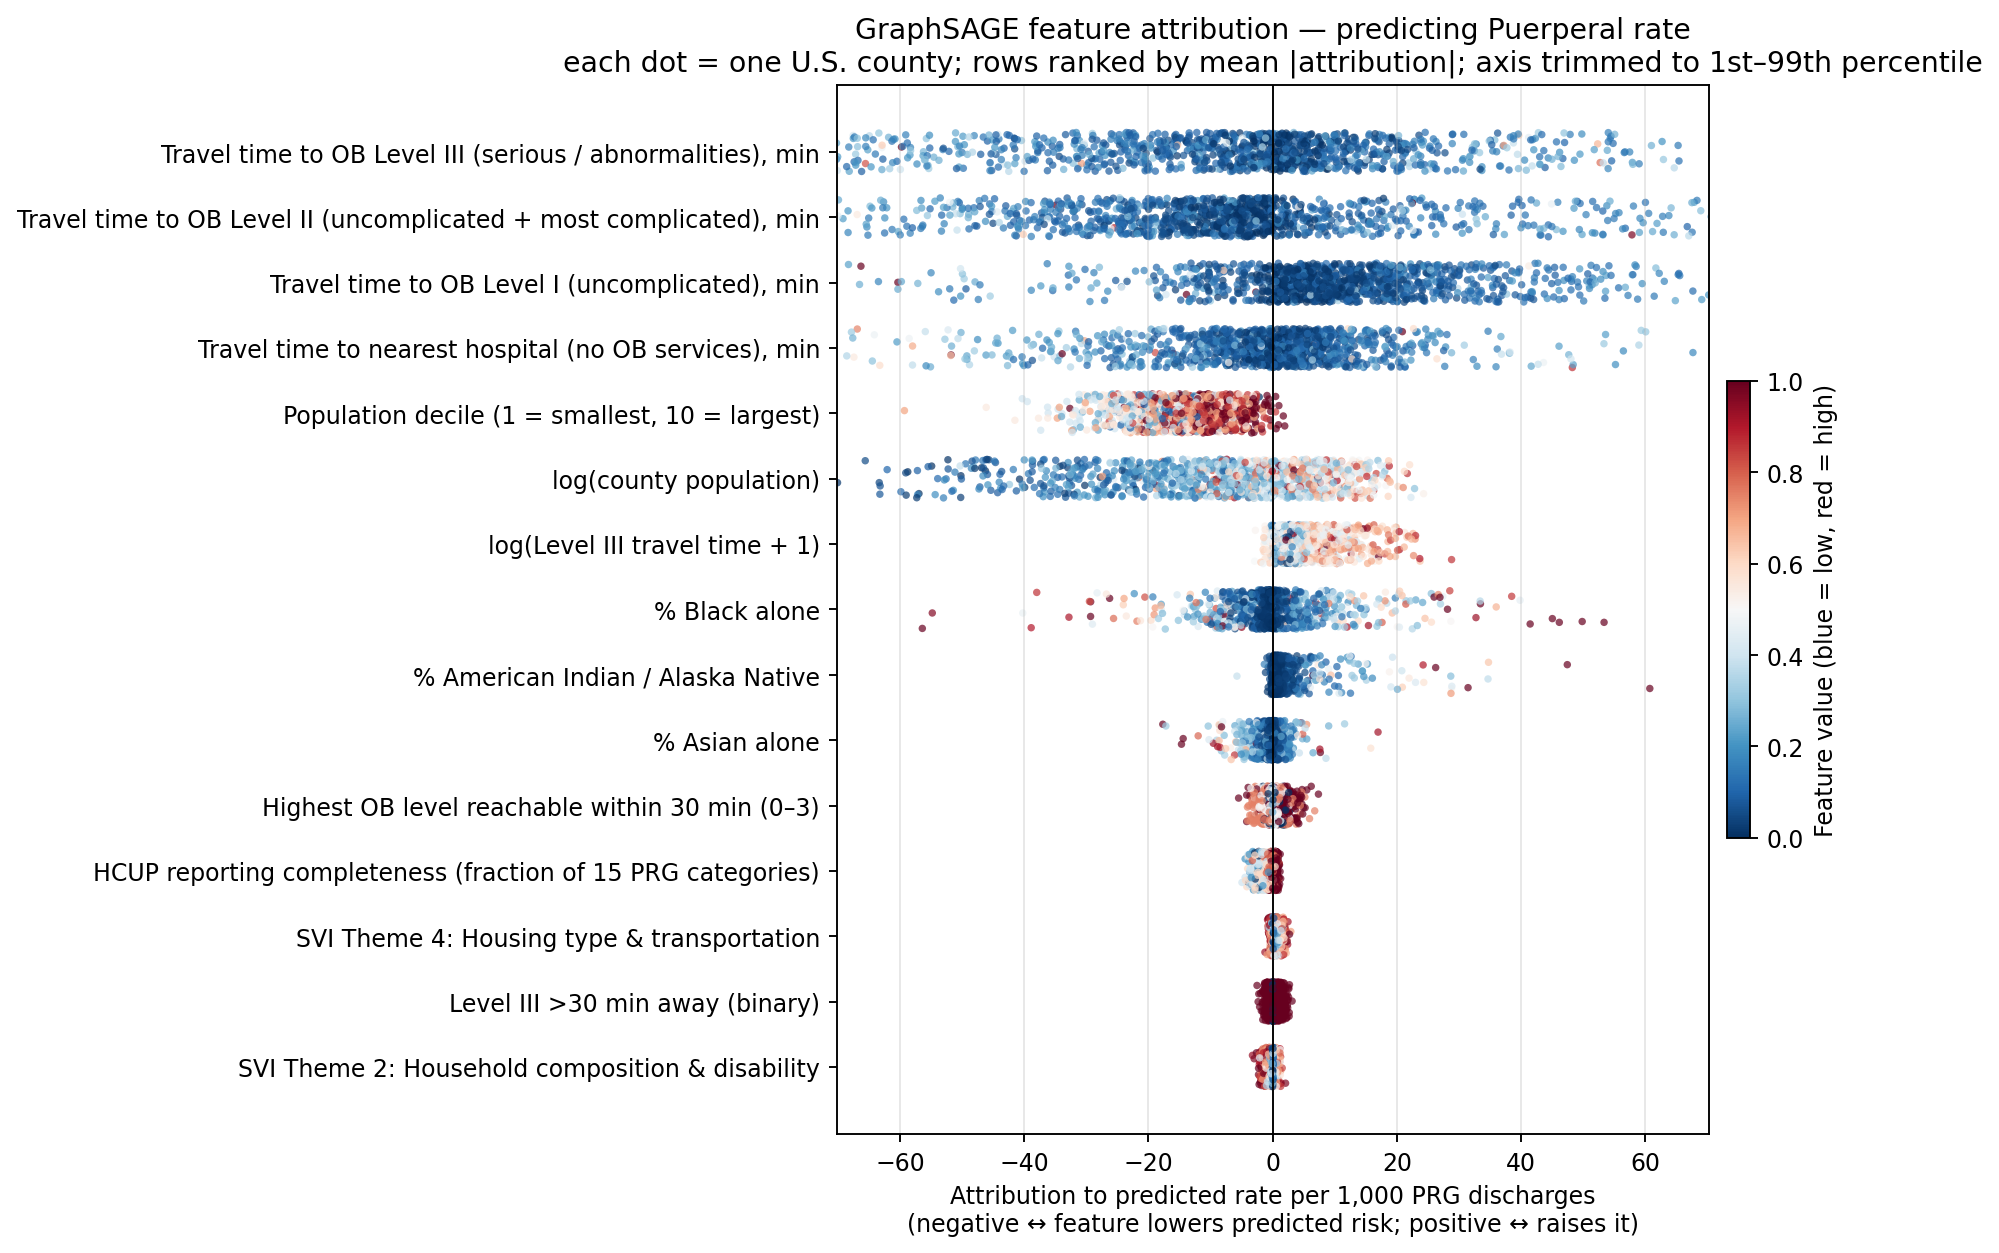 GraphSAGE feature attribution — predicting Puerperal rate
each dot = one U.S. county; rows ranked by mean |attribution|; axis trimmed to 1st–99th percentile
Travel time to OB Level III (serious / abnormalities), min
Travel time to OB Level II (uncomplicated + most complicated), min
Travel time to OB Level I (uncomplicated), min
Travel time to nearest hospital (no OB services), min
Population decile (1 = smallest, 10 = largest)
log(county population)
log(Level III travel time + 1)
% Black alone
% American Indian / Alaska Native
% Asian alone
Highest OB level reachable within 30 min (0–3)
HCUP reporting completeness (fraction of 15 PRG categories)
SVI Theme 4: Housing type & transportation
Level III >30 min away (binary)
SVI Theme 2: Household composition & disability
−60 −40 −20 0 20 40 60
Attribution to predicted rate per 1,000 PRG discharges
(negative ↔ feature lowers predicted risk; positive ↔ raises it)
1.0
0.8
0.6
0.4
0.2
0.0
Feature value (blue = low, red = high)